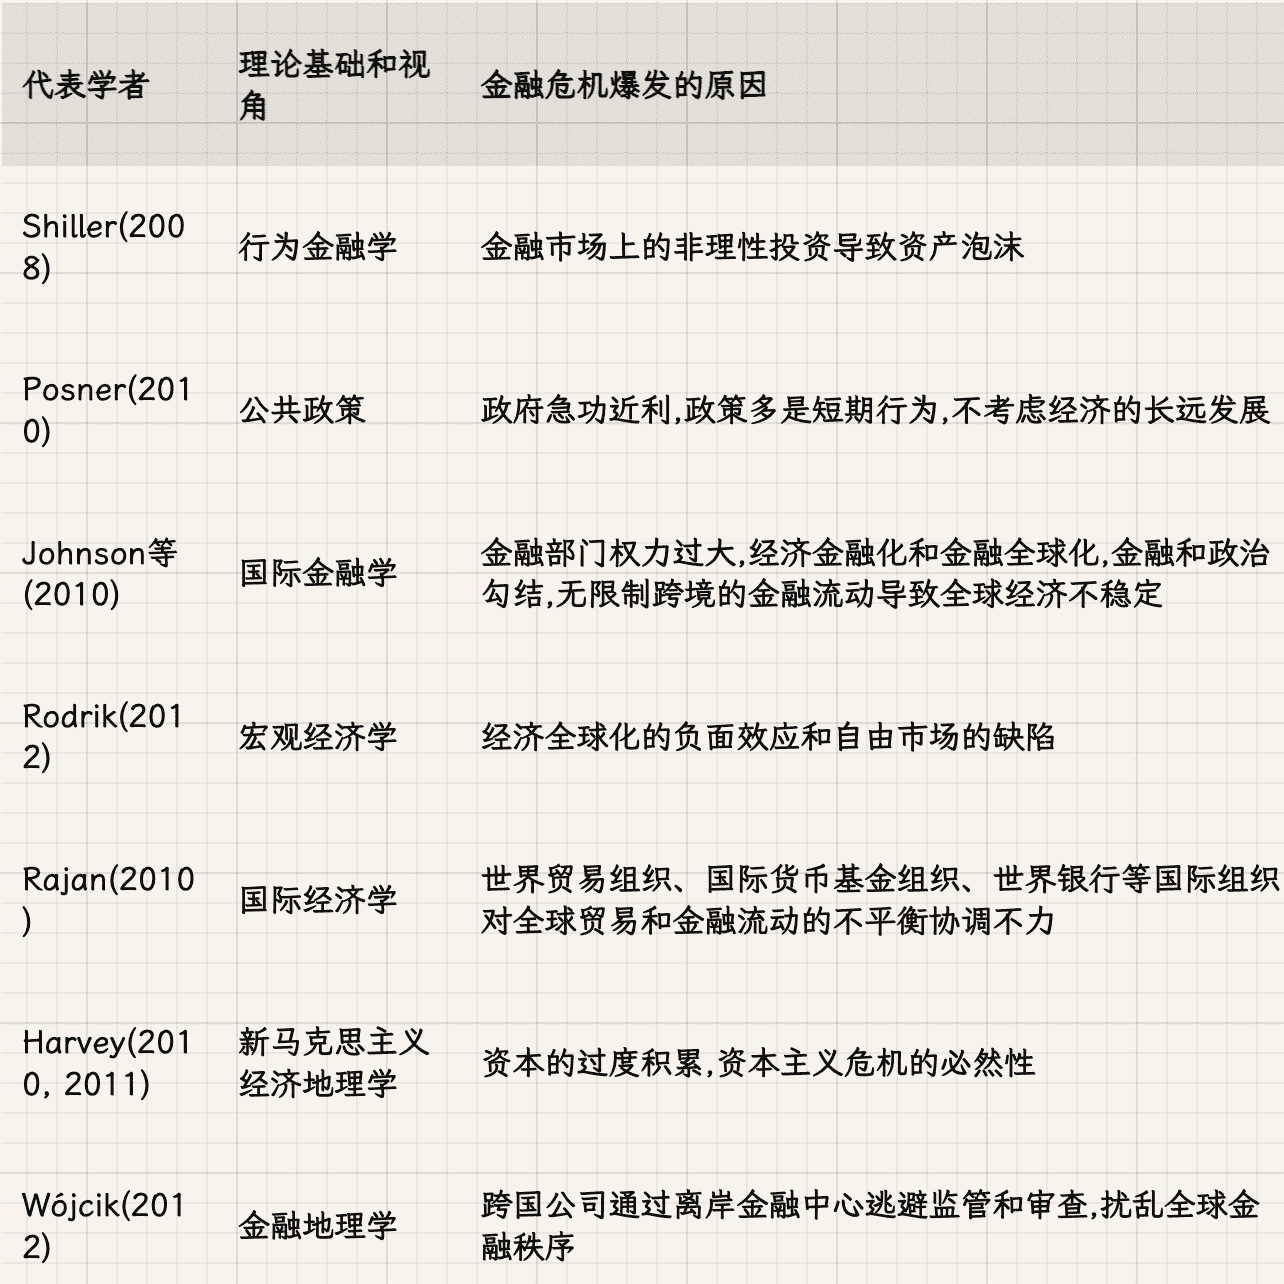 代表学者
理论基础和视
角
金融危机爆发的原因
Shiller(200
8)
行为金融学
金融市场上的非理性投资导致资产泡沫
Posner(201
0)
公共政策
政府急功近利,政策多是短期行为,不考虑经济的长远发展
Johnson等
(2010)
国际金融学
金融部门权力过大,经济金融化和金融全球化,金融和政治
勾结,无限制跨境的金融流动导致全球经济不稳定
Rodrik(201
2)
宏观经济学
经济全球化的负面效应和自由市场的缺陷
Rajan(2010
)
国际经济学
世界贸易组织、国际货币基金组织、世界银行等国际组织
对全球贸易和金融流动的不平衡协调不力
Harvey(201
0, 2011)
新马克思主义
经济地理学
资本的过度积累,资本主义危机的必然性
Wójcik(201
2)
金融地理学
跨国公司通过离岸金融中心逃避监管和审查,扰乱全球金
融秩序